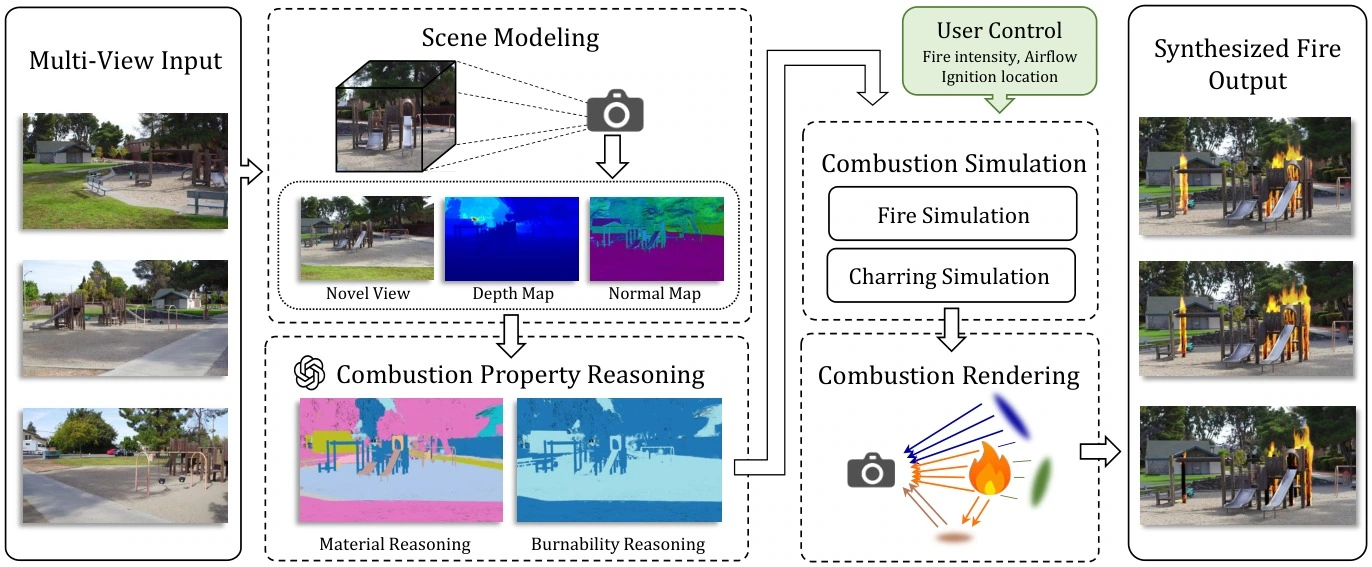 Multi-View Input
Scene Modeling
Novel View
Depth Map
Normal Map
Combustion Property Reasoning
Material Reasoning
Burnability Reasoning
User Control
Fire intensity, Airflow
Ignition location
Combustion Simulation
Fire Simulation
Charring Simulation
Combustion Rendering
Synthesized Fire
Output